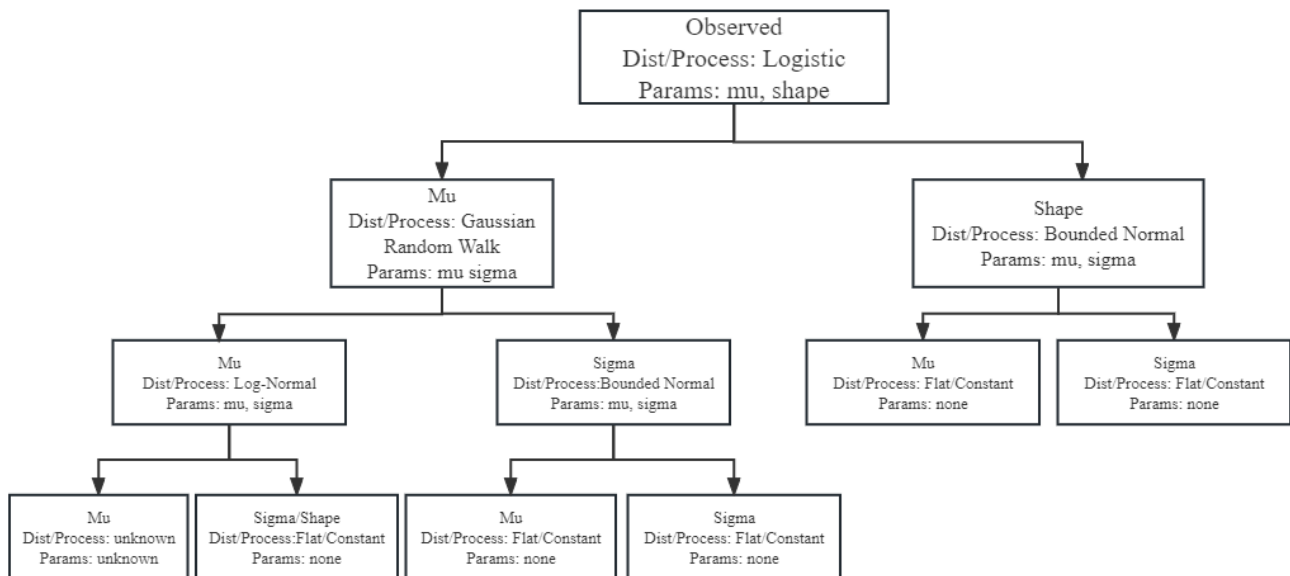 Observed
Dist/Process: Logistic
Params: mu, shape
Mu
Dist/Process: Gaussian
Random Walk
Params: mu sigma
Shape
Dist/Process: Bounded Normal
Params: mu, sigma
Mu
Dist/Process: Log-Normal
Params: mu, sigma
Sigma
Dist/Process:Bounded Normal
Params: mu, sigma
Mu
Dist/Process: Flat/Constant
Params: none
Sigma
Dist/Process: Flat/Constant
Params: none
Mu
Dist/Process: unknown
Params: unknown
Sigma/Shape
Dist/Process:Flat/Constant
Params: none
Mu
Dist/Process: Flat/Constant
Params: none
Sigma
Dist/Process: Flat/Constant
Params: none